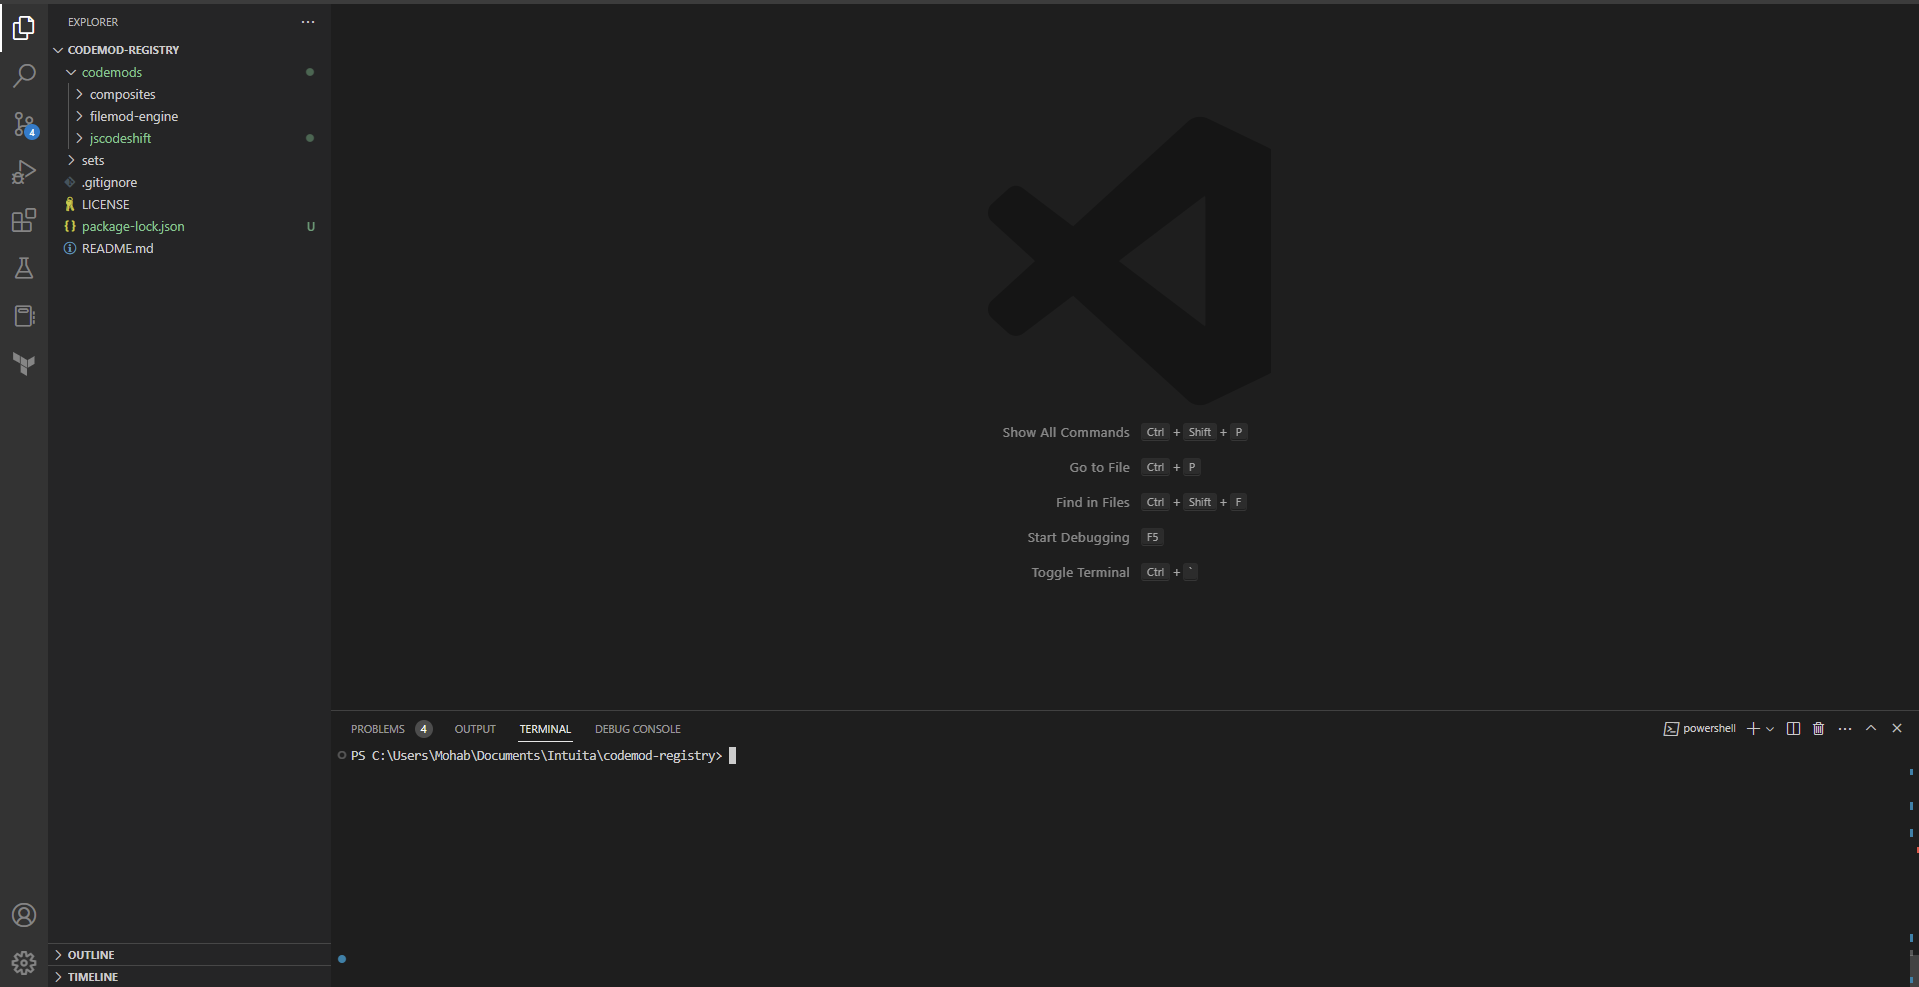 EXPLORER
CODEMOD-REGISTRY
codemods
composites
filemod-engine
jscodeshift
sets
.gitignore
LICENSE
package-lock.json U
README.md
4
OUTLINE
TIMELINE
Show All Commands Ctrl + Shift + P
Go to File Ctrl + P
Find in Files Ctrl + Shift + F
Start Debugging F5
Toggle Terminal Ctrl + `
PROBLEMS 4 OUTPUT TERMINAL DEBUG CONSOLE powershell
PS C:\Users\Mohab\Documents\Intuita\codemod-registry>